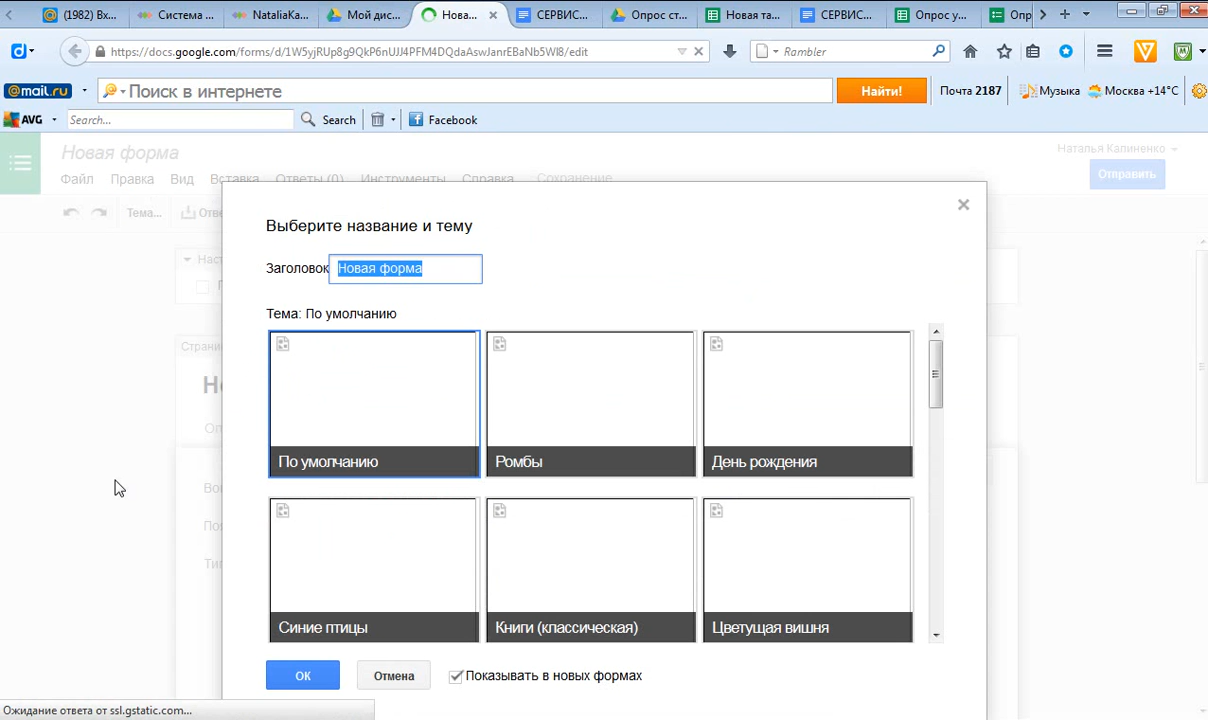 (1982) Вх...
Система ...
NataliaKa...
Мой дис...
Нова...
СЕРВИС...
Опрос ст...
Новая та...
СЕРВИС...
Опрос у...
Опр
https://docs.google.com/forms/d/1W5yjRUp8g9QkP6nUJJ4PFM4DQdaAswJanrEBaNb5WI8/edit
Rambler
@mail.ru
Поиск в интернете
Найти!
Почта 2187
Музыка
Москва +14°C
AVG
Search...
Search
Facebook
Новая форма
Наталья Калиненко
Файл Правка Вид Вставка Ответы (0) Инструменты Справка Сохранение
Отправить
Тема...
Отве
Выберите название и тему
Заголовок Новая форма
Тема: По умолчанию
По умолчанию
Ромбы
День рождения
Синие птицы
Книги (классическая)
Цветущая вишня
ОК
Отмена
Показывать в новых формах
Ожидание ответа от ssl.gstatic.com...